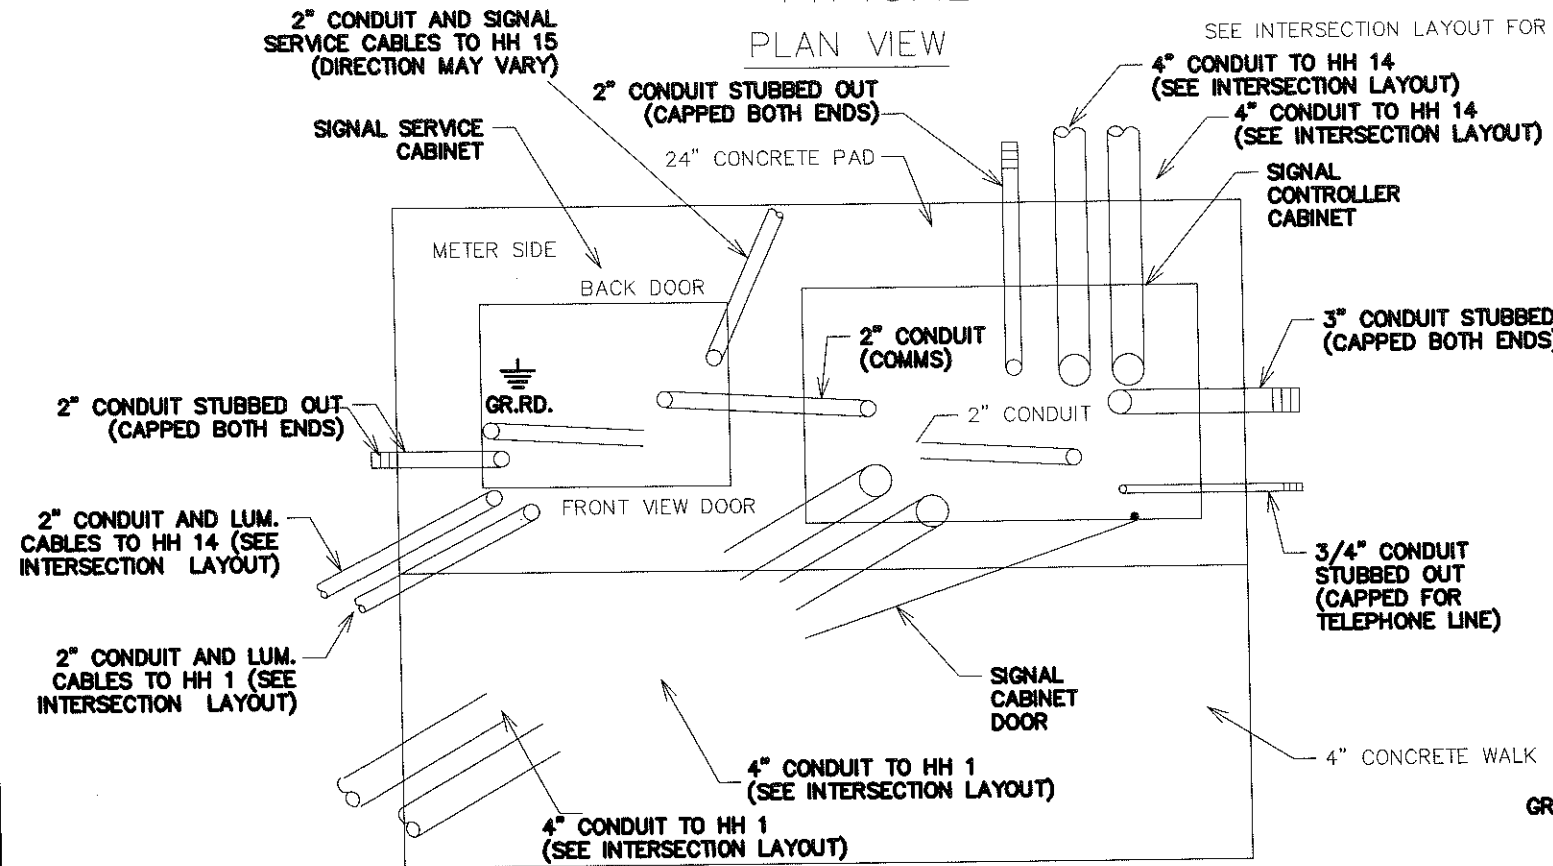 PLAN VIEW
SEE INTERSECTION LAYOUT FOR
2" CONDUIT AND SIGNAL
SERVICE CABLES TO HH 15
(DIRECTION MAY VARY)
2" CONDUIT STUBBED OUT
(CAPPED BOTH ENDS)
4" CONDUIT TO HH 14
(SEE INTERSECTION LAYOUT)
4" CONDUIT TO HH 14
(SEE INTERSECTION LAYOUT)
SIGNAL SERVICE
CABINET
24" CONCRETE PAD
SIGNAL
CONTROLLER
CABINET
METER SIDE
BACK DOOR
2" CONDUIT
(COMMS)
3" CONDUIT STUBBED
(CAPPED BOTH ENDS)
GR.RD.
2" CONDUIT STUBBED OUT
(CAPPED BOTH ENDS)
2" CONDUIT
FRONT VIEW DOOR
2" CONDUIT AND LUM.
CABLES TO HH 14 (SEE
INTERSECTION LAYOUT)
3/4" CONDUIT
STUBBED OUT
(CAPPED FOR
TELEPHONE LINE)
2" CONDUIT AND LUM.
CABLES TO HH 1 (SEE
INTERSECTION LAYOUT)
SIGNAL
CABINET
DOOR
4" CONCRETE WALK
4" CONDUIT TO HH 1
(SEE INTERSECTION LAYOUT)
4" CONDUIT TO HH 1
(SEE INTERSECTION LAYOUT)
GR